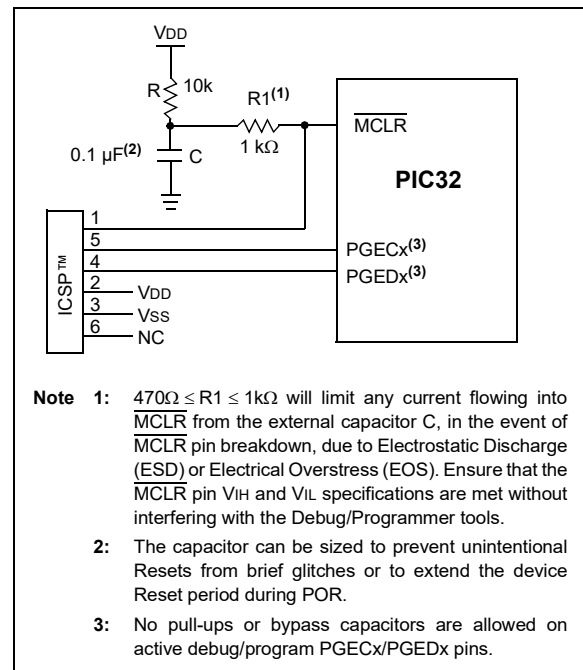 VDD
R 10k
R1(1)
1 kΩ
0.1 µF(2)
C
MCLR
PIC32
PGECx(3)
PGEDx(3)
ICSP™
1
5
4
2
3
6
VDD
VSS
NC
Note 1: 470Ω ≤ R1 ≤ 1kΩ will limit any current flowing into
MCLR from the external capacitor C, in the event of
MCLR pin breakdown, due to Electrostatic Discharge
(ESD) or Electrical Overstress (EOS). Ensure that the
MCLR pin VIH and VIL specifications are met without
interfering with the Debug/Programmer tools.
2: The capacitor can be sized to prevent unintentional
Resets from brief glitches or to extend the device
Reset period during POR.
3: No pull-ups or bypass capacitors are allowed on
active debug/program PGECx/PGEDx pins.